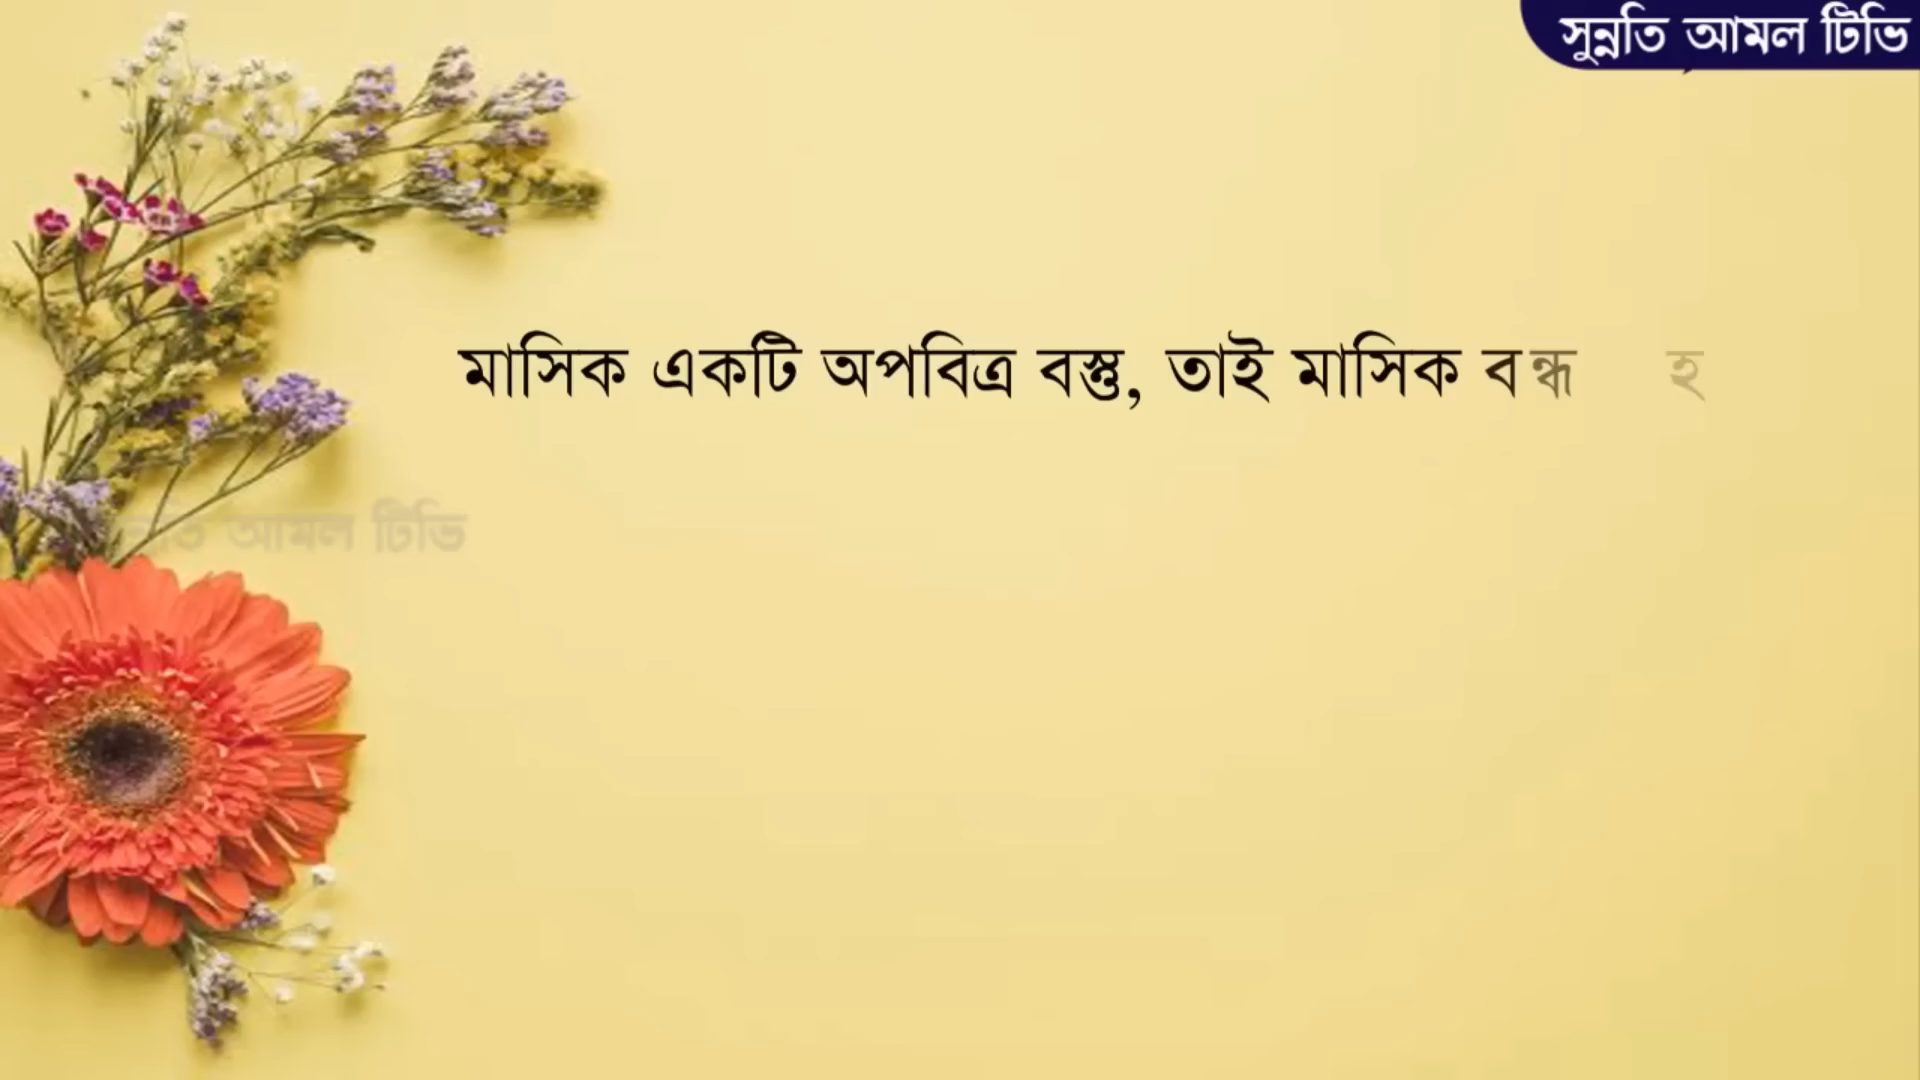 সুন্নতি আমল টিভি
মাসিক একটি অপবিত্র বস্তু, তাই মাসিক বন্ধ হ
আমল টিভি